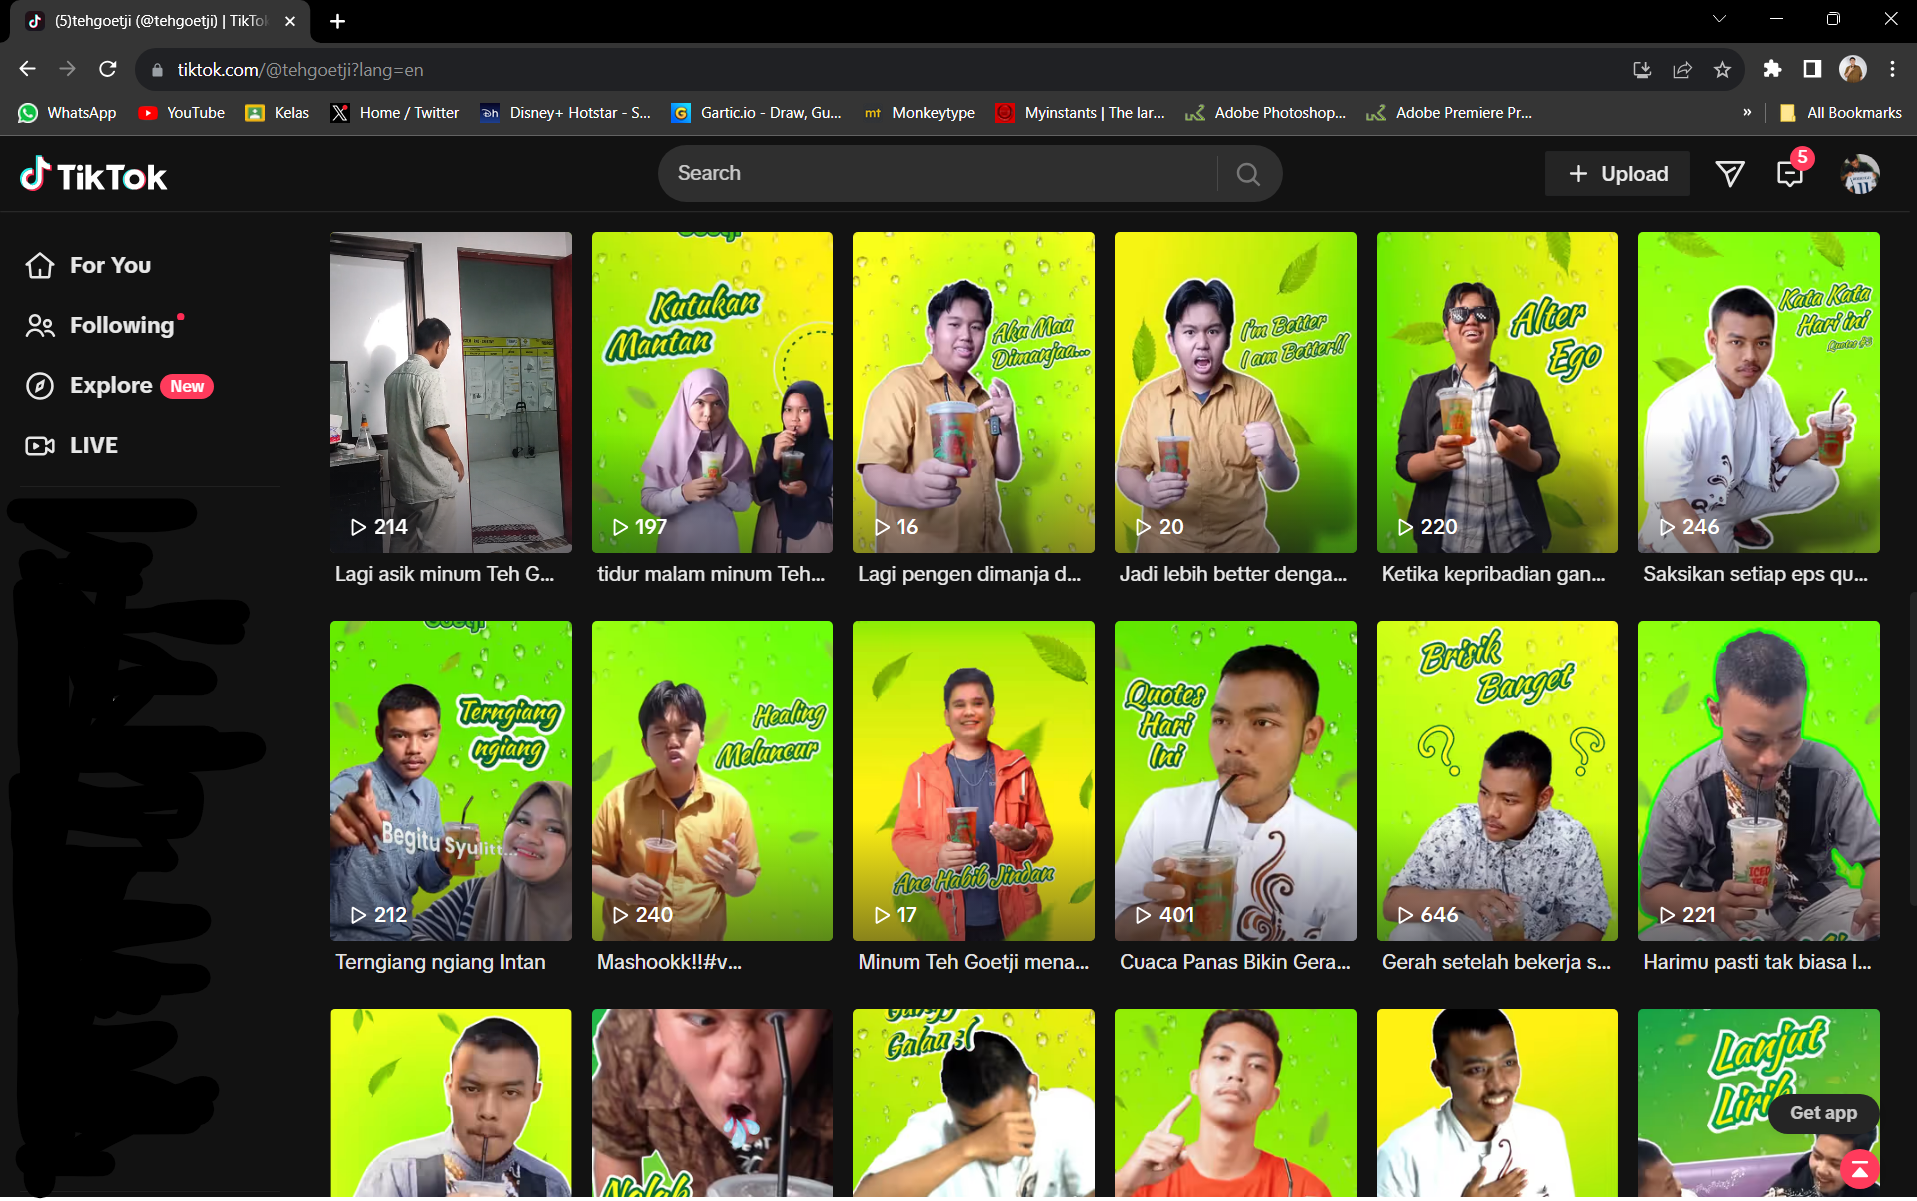 (5)tehgoetji (@tehgoetji) | TikTok
tiktok.com/@tehgoetji?lang=en
WhatsApp
YouTube
Kelas
Home / Twitter
Disney+ Hotstar - S...
Gartic.io - Draw, Gu...
mt Monkeytype
Myinstants | The lar...
Adobe Photoshop...
Adobe Premiere Pr...
»
All Bookmarks
TikTok
Search
+ Upload
5
For You
Following
Explore New
LIVE
214
Lagi asik minum Teh G...
Kutukan
Mantan
197
tidur malam minum Teh...
Aku Mau
Dimanjaa...
16
Lagi pengen dimanja d...
I'm Better
I am Better!!
20
Jadi lebih better denga...
Alter
Ego
220
Ketika kepribadian gan...
Kata Kata
Hari ini
246
Saksikan setiap eps qu...
Terngiang
ngiang
Begitu Syulitt...
212
Terngiang ngiang Intan
Healing
Meluncur
240
Mashookk!!#v...
Ane Habib Jindan
17
Minum Teh Goetji mena...
Quotes
Hari
Ini
401
Cuaca Panas Bikin Gera...
Brisik
Banget
? ?
646
Gerah setelah bekerja s...
ICED
TEA
221
Harimu pasti tak biasa l...
Galau :(
Lanjut
Lirik
Get app